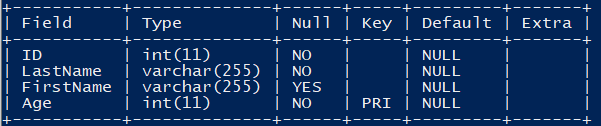 +-----------+--------------+------+-----+---------+-------+
| Field     | Type         | Null | Key | Default | Extra |
+-----------+--------------+------+-----+---------+-------+
| ID        | int(11)      | NO   |     | NULL    |       |
| LastName  | varchar(255) | NO   |     | NULL    |       |
| FirstName | varchar(255) | YES  |     | NULL    |       |
| Age       | int(11)      | NO   | PRI | NULL    |       |
+-----------+--------------+------+-----+---------+-------+